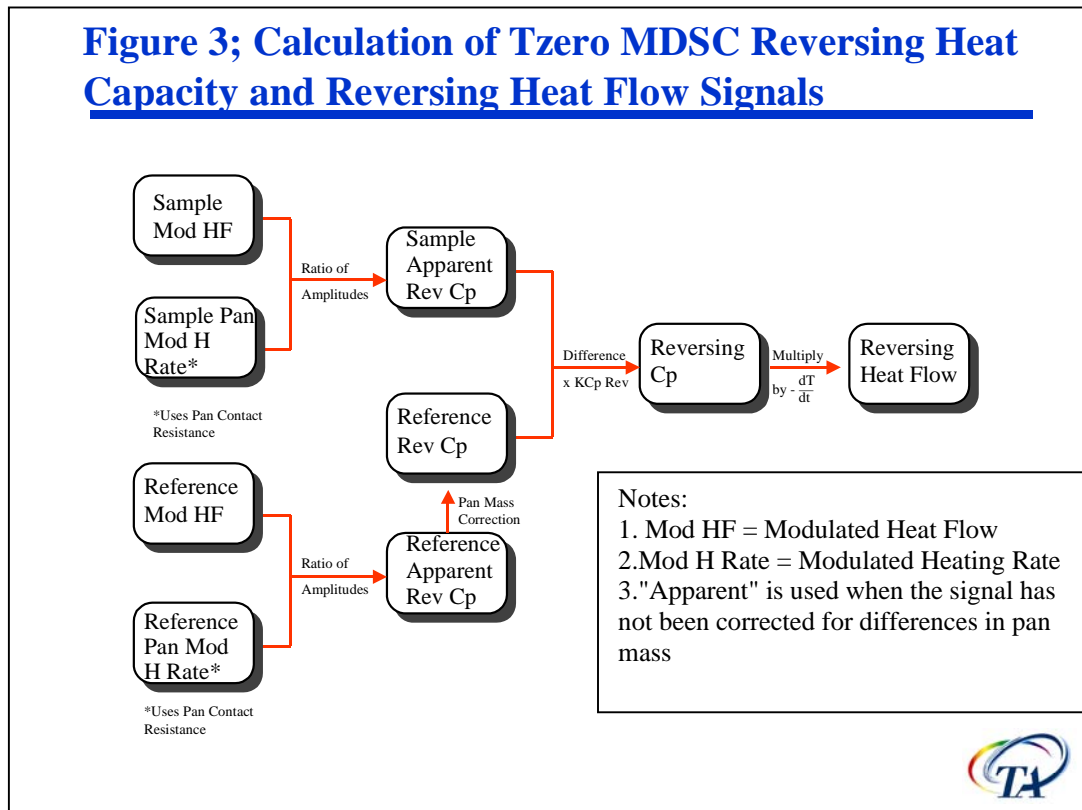 Figure 3; Calculation of Tzero MDSC Reversing Heat
Capacity and Reversing Heat Flow Signals
Sample
Mod HF
Sample Pan
Mod H
Rate*
*Uses Pan Contact
Resistance
Ratio of
Amplitudes
Sample
Apparent
Rev Cp
Reference
Rev Cp
Pan Mass
Correction
Reference
Mod HF
Reference
Pan Mod
H Rate*
*Uses Pan Contact
Resistance
Ratio of
Amplitudes
Reference
Apparent
Rev Cp
Difference
x KCp Rev
Reversing
Cp
Multiply
by - dT
dt
Reversing
Heat Flow
Notes:
1. Mod HF = Modulated Heat Flow
2.Mod H Rate = Modulated Heating Rate
3."Apparent" is used when the signal has
not been corrected for differences in pan
mass
TA